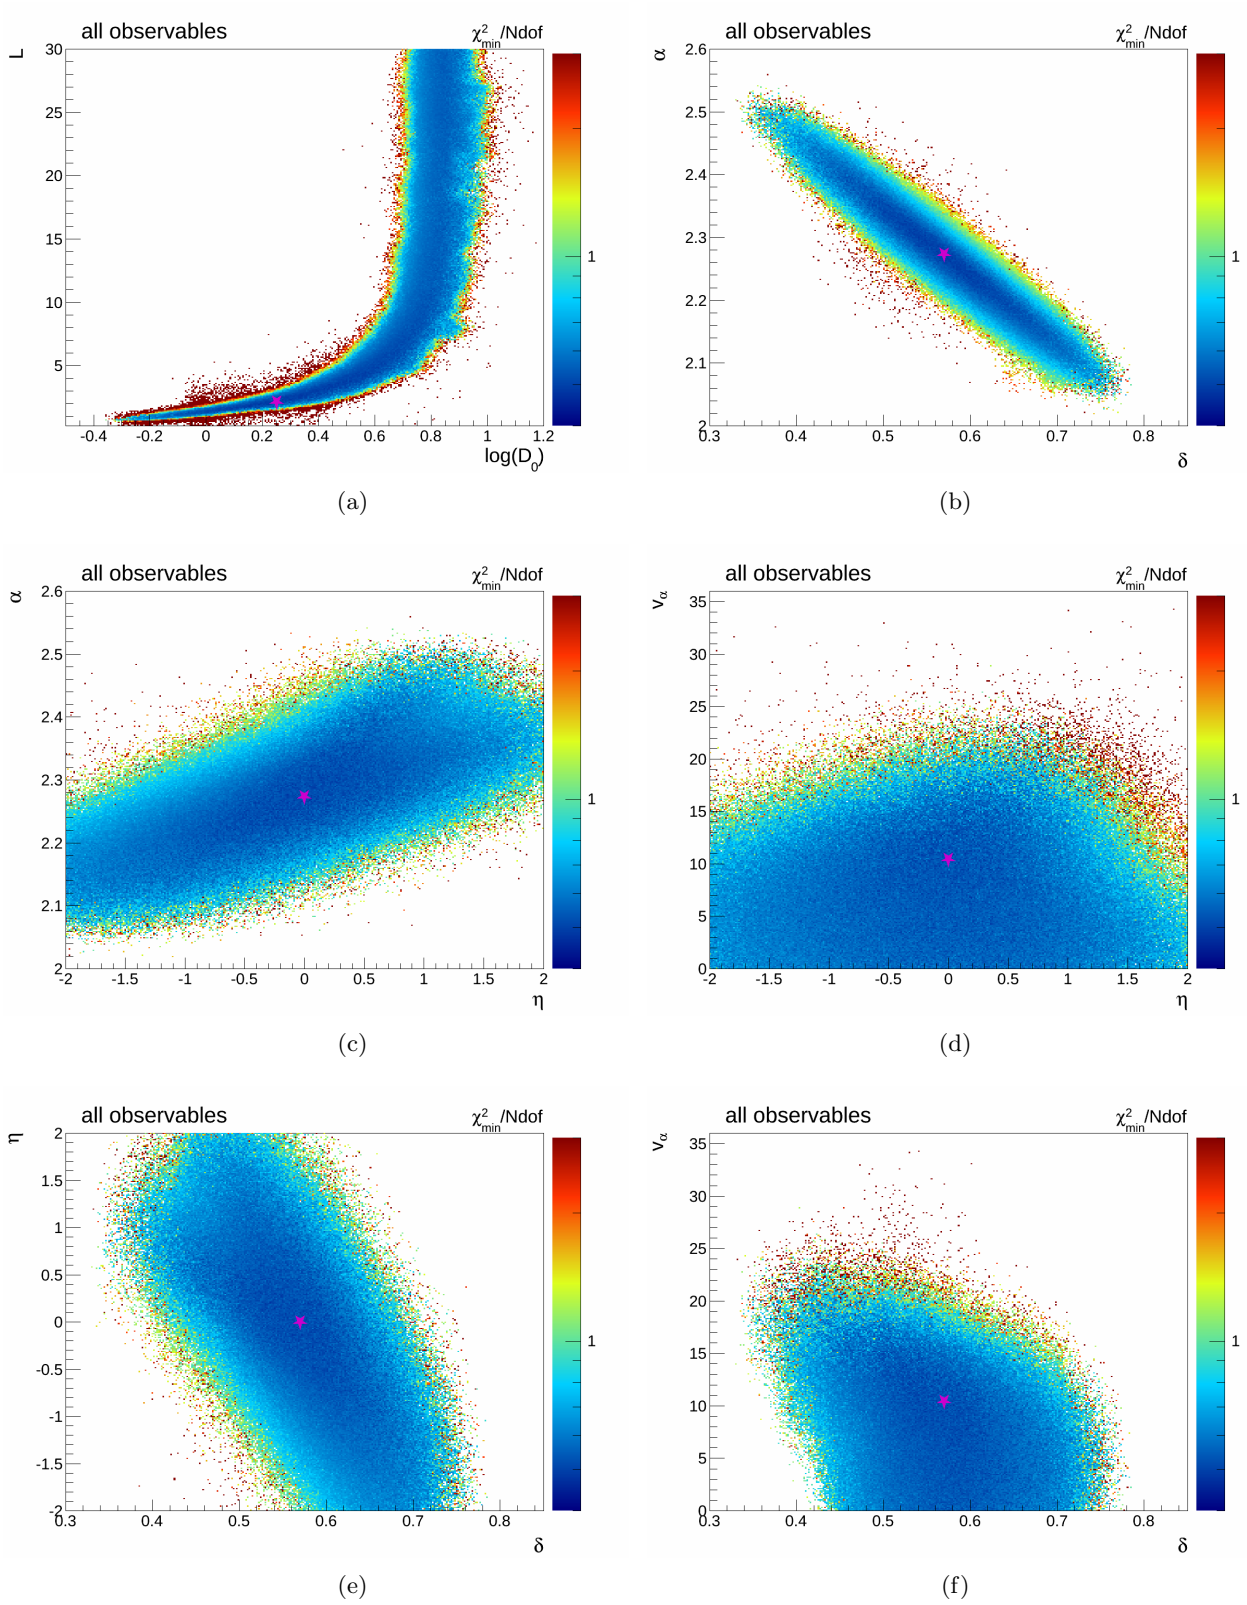 all observables χ²min/Ndof
L
30
25
20
15
10
5
-0.4 -0.2 0 0.2 0.4 0.6 0.8 1 1.2
log(D0)
1
(a)
all observables χ²min/Ndof
α
2.6
2.5
2.4
2.3
2.2
2.1
2
0.3 0.4 0.5 0.6 0.7 0.8
δ
1
(b)
all observables χ²min/Ndof
α
2.6
2.5
2.4
2.3
2.2
2.1
2
-2 -1.5 -1 -0.5 0 0.5 1 1.5 2
η
1
(c)
all observables χ²min/Ndof
vα
35
30
25
20
15
10
5
0
-2 -1.5 -1 -0.5 0 0.5 1 1.5 2
η
1
(d)
all observables χ²min/Ndof
η
2
1.5
1
0.5
0
-0.5
-1
-1.5
-2
0.3 0.4 0.5 0.6 0.7 0.8
δ
1
(e)
all observables χ²min/Ndof
vα
35
30
25
20
15
10
5
0
0.3 0.4 0.5 0.6 0.7 0.8
δ
1
(f)